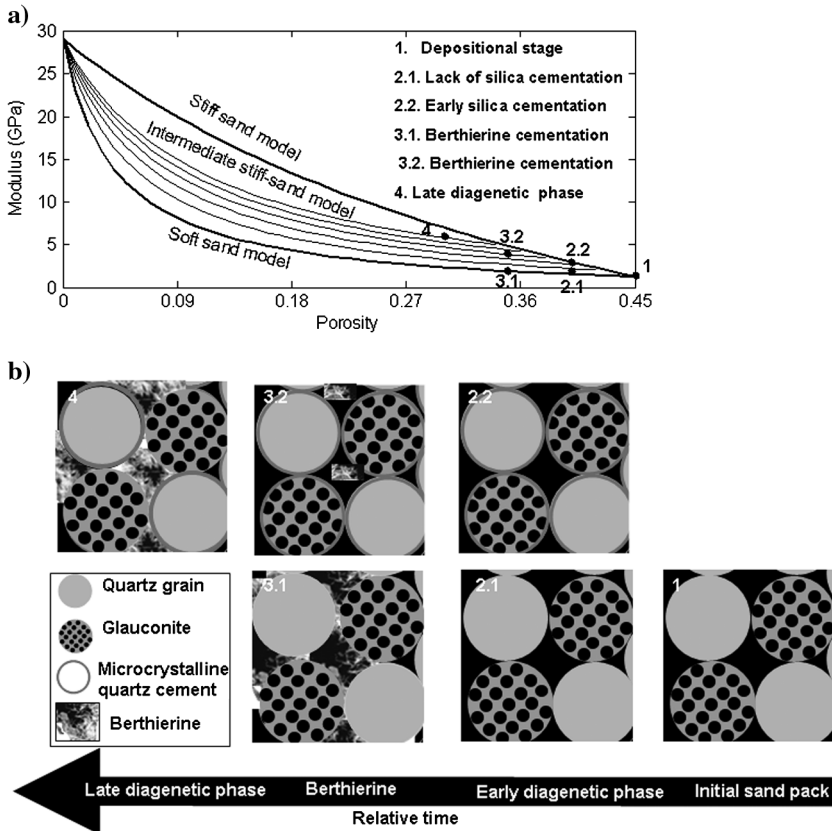 a)
30
25
20
15
10
5
0
Modulus (GPa)
0
0.09
0.18
0.27
0.36
0.45
Porosity
Stiff sand model
Intermediate stiff-sand model
Soft sand model
1. Depositional stage
2.1. Lack of silica cementation
2.2. Early silica cementation
3.1. Berthierine cementation
3.2. Berthierine cementation
4. Late diagenetic phase
4
3.2
2.2
1
3.1
2.1
b)
4
3.2
2.2
Quartz grain
Glauconite
Microcrystalline
quartz cement
Berthierine
3.1
2.1
1
Late diagenetic phase
Berthierine
Early diagenetic phase
Initial sand pack
Relative time